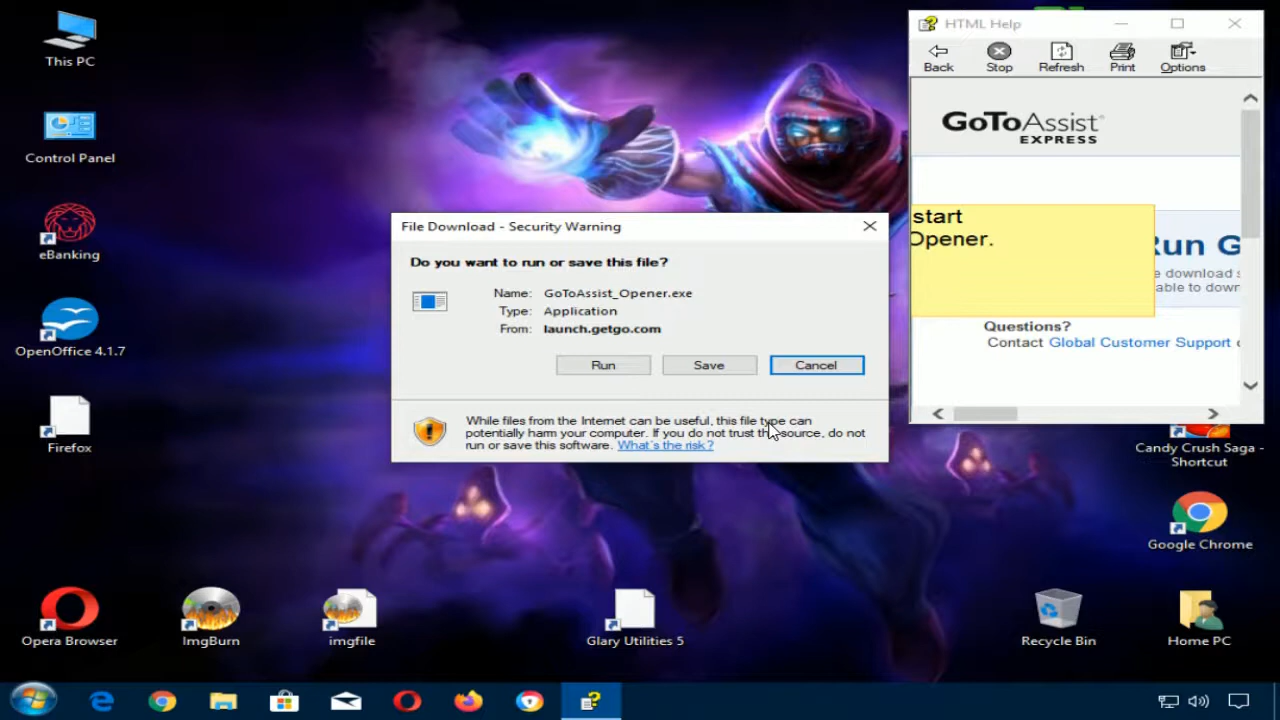 This PC
Control Panel
eBanking
OpenOffice 4.1.7
Firefox
Opera Browser
ImgBurn
imgfile
Glary Utilities 5
File Download - Security Warning
Do you want to run or save this file?
Name: GoToAssist_Opener.exe
Type: Application
From: launch.getgo.com
Run Save Cancel
While files from the Internet can be useful, this file type can
potentially harm your computer. If you do not trust the source, do not
run or save this software. What's the risk?
HTML Help
Back Stop Refresh Print Options
GoToAssist®
EXPRESS
start
Opener.
Run G
e download s
able to down
Questions?
Contact Global Customer Support
Candy Crush Saga -
Shortcut
Google Chrome
Recycle Bin
Home PC